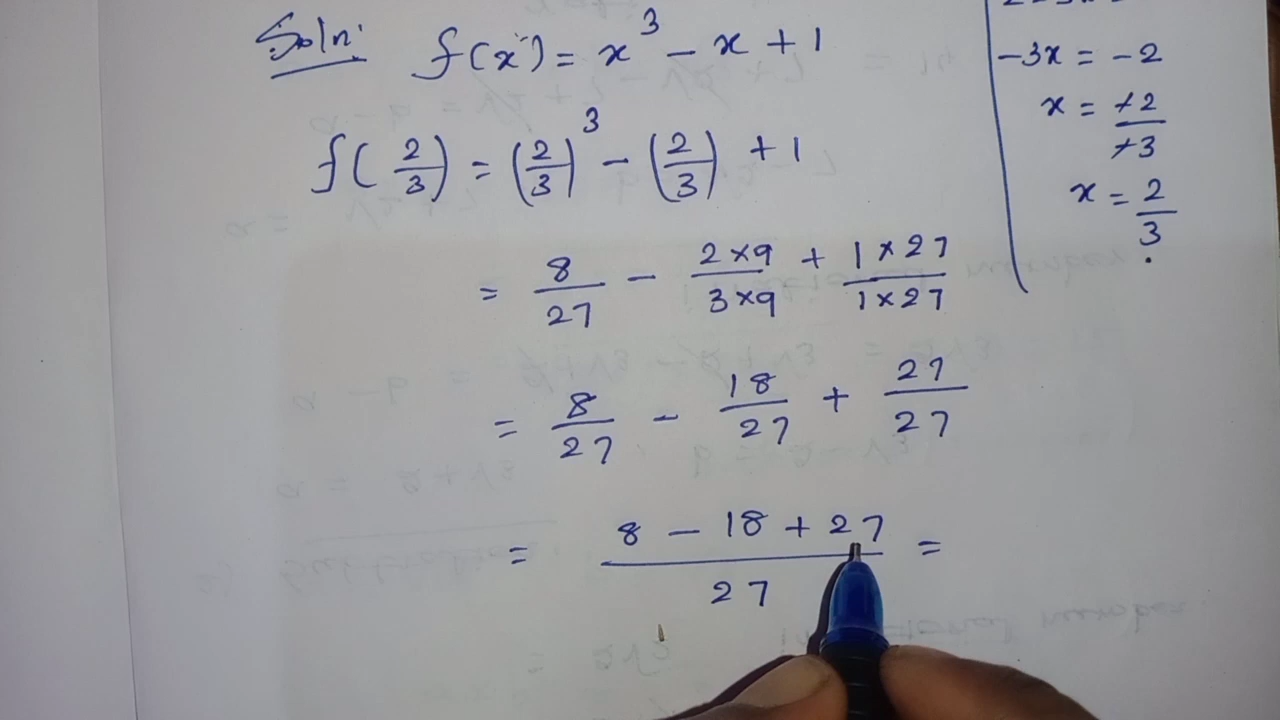 Soln: f(x) = x³ - x + 1
f(2/3) = (2/3)³ - (2/3) + 1
= 8/27 - 2×9/3×9 + 1×27/1×27
= 8/27 - 18/27 + 27/27
= 8 - 18 + 27/27 =
-3x = -2
x = -2/-3
x = 2/3